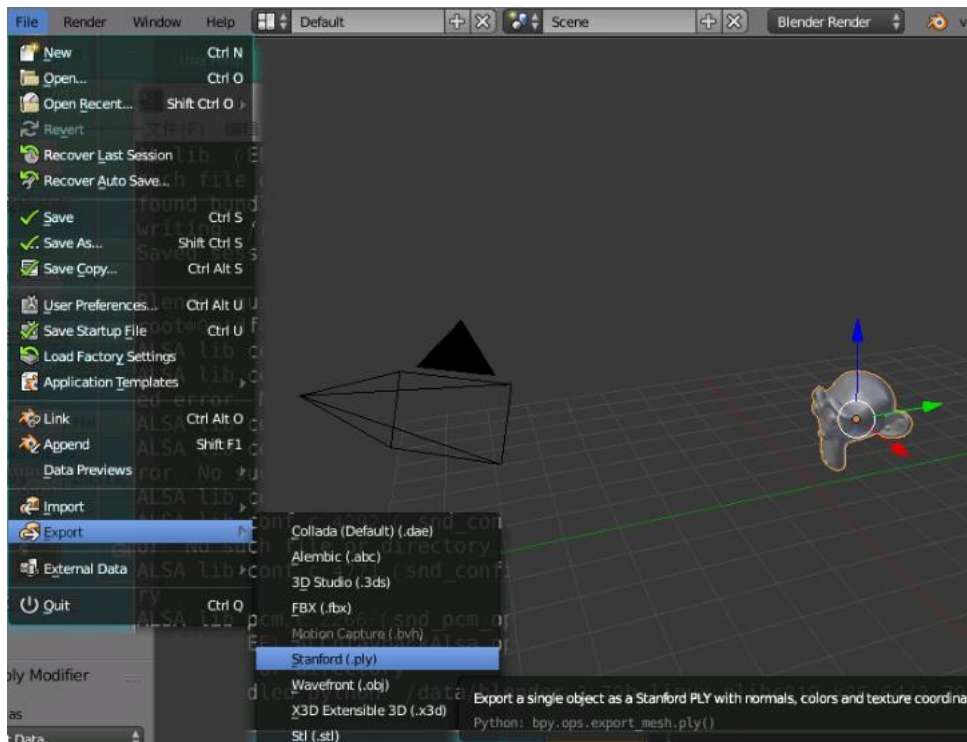 File Render Window Help Default Scene Blender Render
New Ctrl N
Open... Ctrl O
Open Recent... Shift Ctrl O
Revert
Recover Last Session
Recover Auto Save...
Save Ctrl S
Save As... Shift Ctrl S
Save Copy... Ctrl Alt S
User Preferences... Ctrl Alt U
Save Startup File Ctrl U
Load Factory Settings
Application Templates
Link Ctrl Alt O
Append Shift F1
Data Previews
Import
Export
External Data
Quit Ctrl Q
Collada (Default) (.dae)
Alembic (.abc)
3D Studio (.3ds)
FBX (.fbx)
Motion Capture (.bvh)
Stanford (.ply)
Wavefront (.obj)
X3D Extensible 3D (.x3d)
Stl (.stl)
Export a single object as a Stanford PLY with normals, colors and texture coordina
Python: bpy.ops.export_mesh.ply()
ply Modifier
as
Data